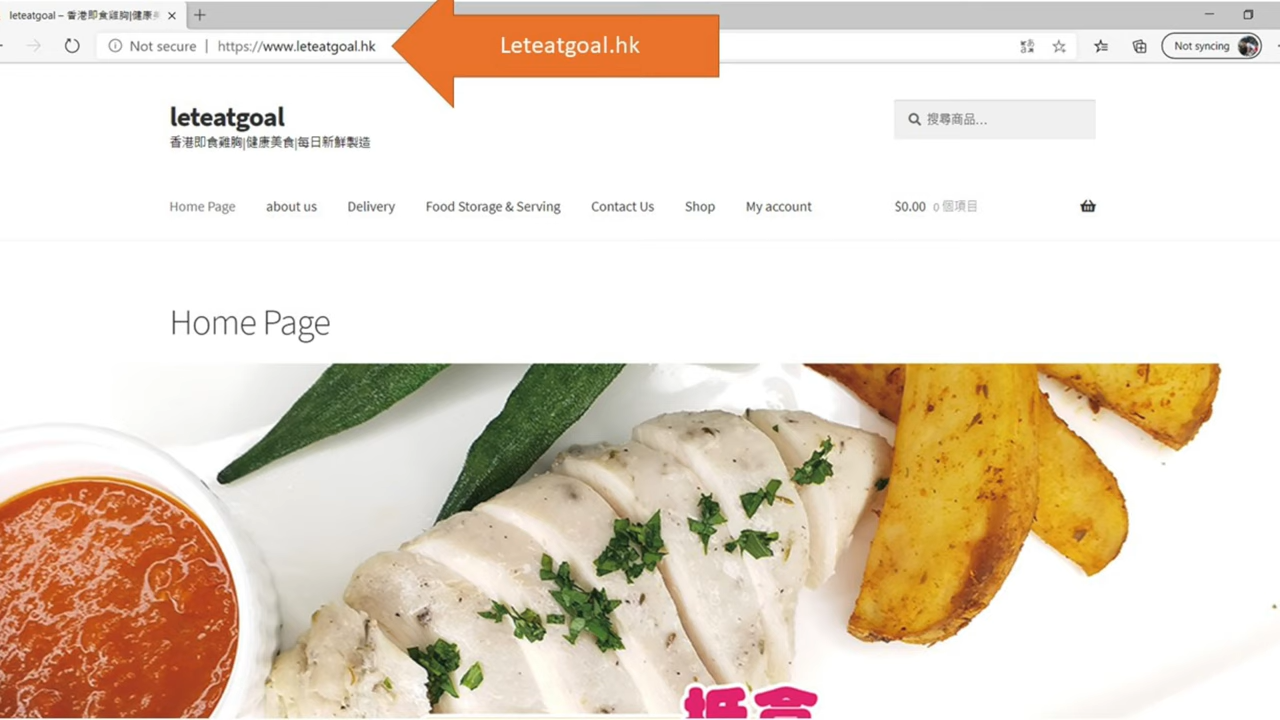 leteatgoal – 香港即食雞胸|健康美
Not secure | https://www.leteatgoal.hk
Leteatgoal.hk
Not syncing
leteatgoal
香港即食雞胸|健康美食|每日新鮮製造
搜尋商品...
Home Page about us Delivery Food Storage & Serving Contact Us Shop My account $0.00 0 個項目
Home Page